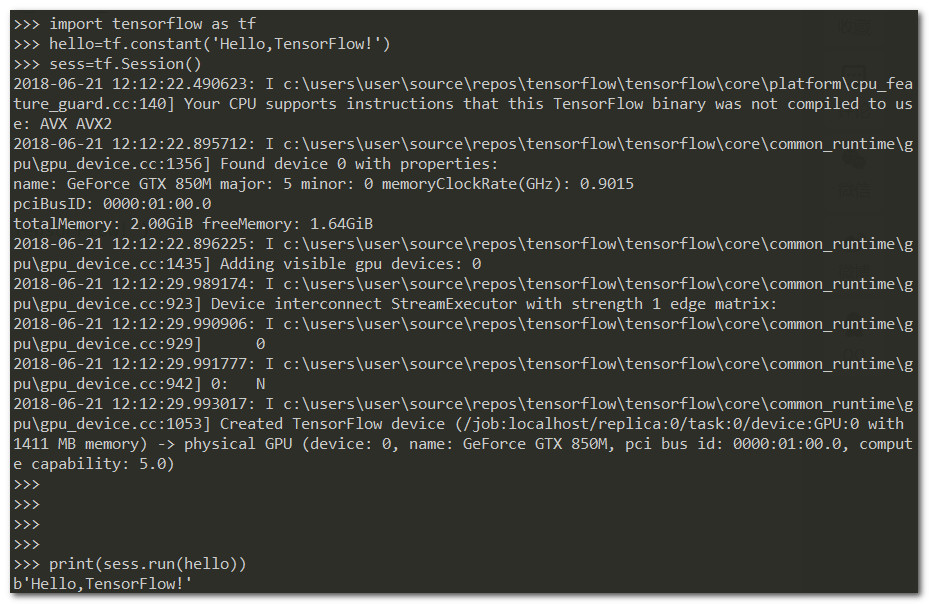 >>> import tensorflow as tf
>>> hello=tf.constant('Hello,TensorFlow!')
>>> sess=tf.Session()
2018-06-21 12:12:22.490623: I c:\users\user\source\repos\tensorflow\tensorflow\core\platform\cpu_fea
ture_guard.cc:140] Your CPU supports instructions that this TensorFlow binary was not compiled to us
e: AVX AVX2
2018-06-21 12:12:22.895712: I c:\users\user\source\repos\tensorflow\tensorflow\core\common_runtime\g
pu\gpu_device.cc:1356] Found device 0 with properties:
name: GeForce GTX 850M major: 5 minor: 0 memoryClockRate(GHz): 0.9015
pciBusID: 0000:01:00.0
totalMemory: 2.00GiB freeMemory: 1.64GiB
2018-06-21 12:12:22.896225: I c:\users\user\source\repos\tensorflow\tensorflow\core\common_runtime\g
pu\gpu_device.cc:1435] Adding visible gpu devices: 0
2018-06-21 12:12:29.989174: I c:\users\user\source\repos\tensorflow\tensorflow\core\common_runtime\g
pu\gpu_device.cc:923] Device interconnect StreamExecutor with strength 1 edge matrix:
2018-06-21 12:12:29.990906: I c:\users\user\source\repos\tensorflow\tensorflow\core\common_runtime\g
pu\gpu_device.cc:929]      0
2018-06-21 12:12:29.991777: I c:\users\user\source\repos\tensorflow\tensorflow\core\common_runtime\g
pu\gpu_device.cc:942] 0:   N
2018-06-21 12:12:29.993017: I c:\users\user\source\repos\tensorflow\tensorflow\core\common_runtime\g
pu\gpu_device.cc:1053] Created TensorFlow device (/job:localhost/replica:0/task:0/device:GPU:0 with
1411 MB memory) -> physical GPU (device: 0, name: GeForce GTX 850M, pci bus id: 0000:01:00.0, comput
e capability: 5.0)
>>>
>>>
>>>
>>>
>>> print(sess.run(hello))
b'Hello,TensorFlow!'